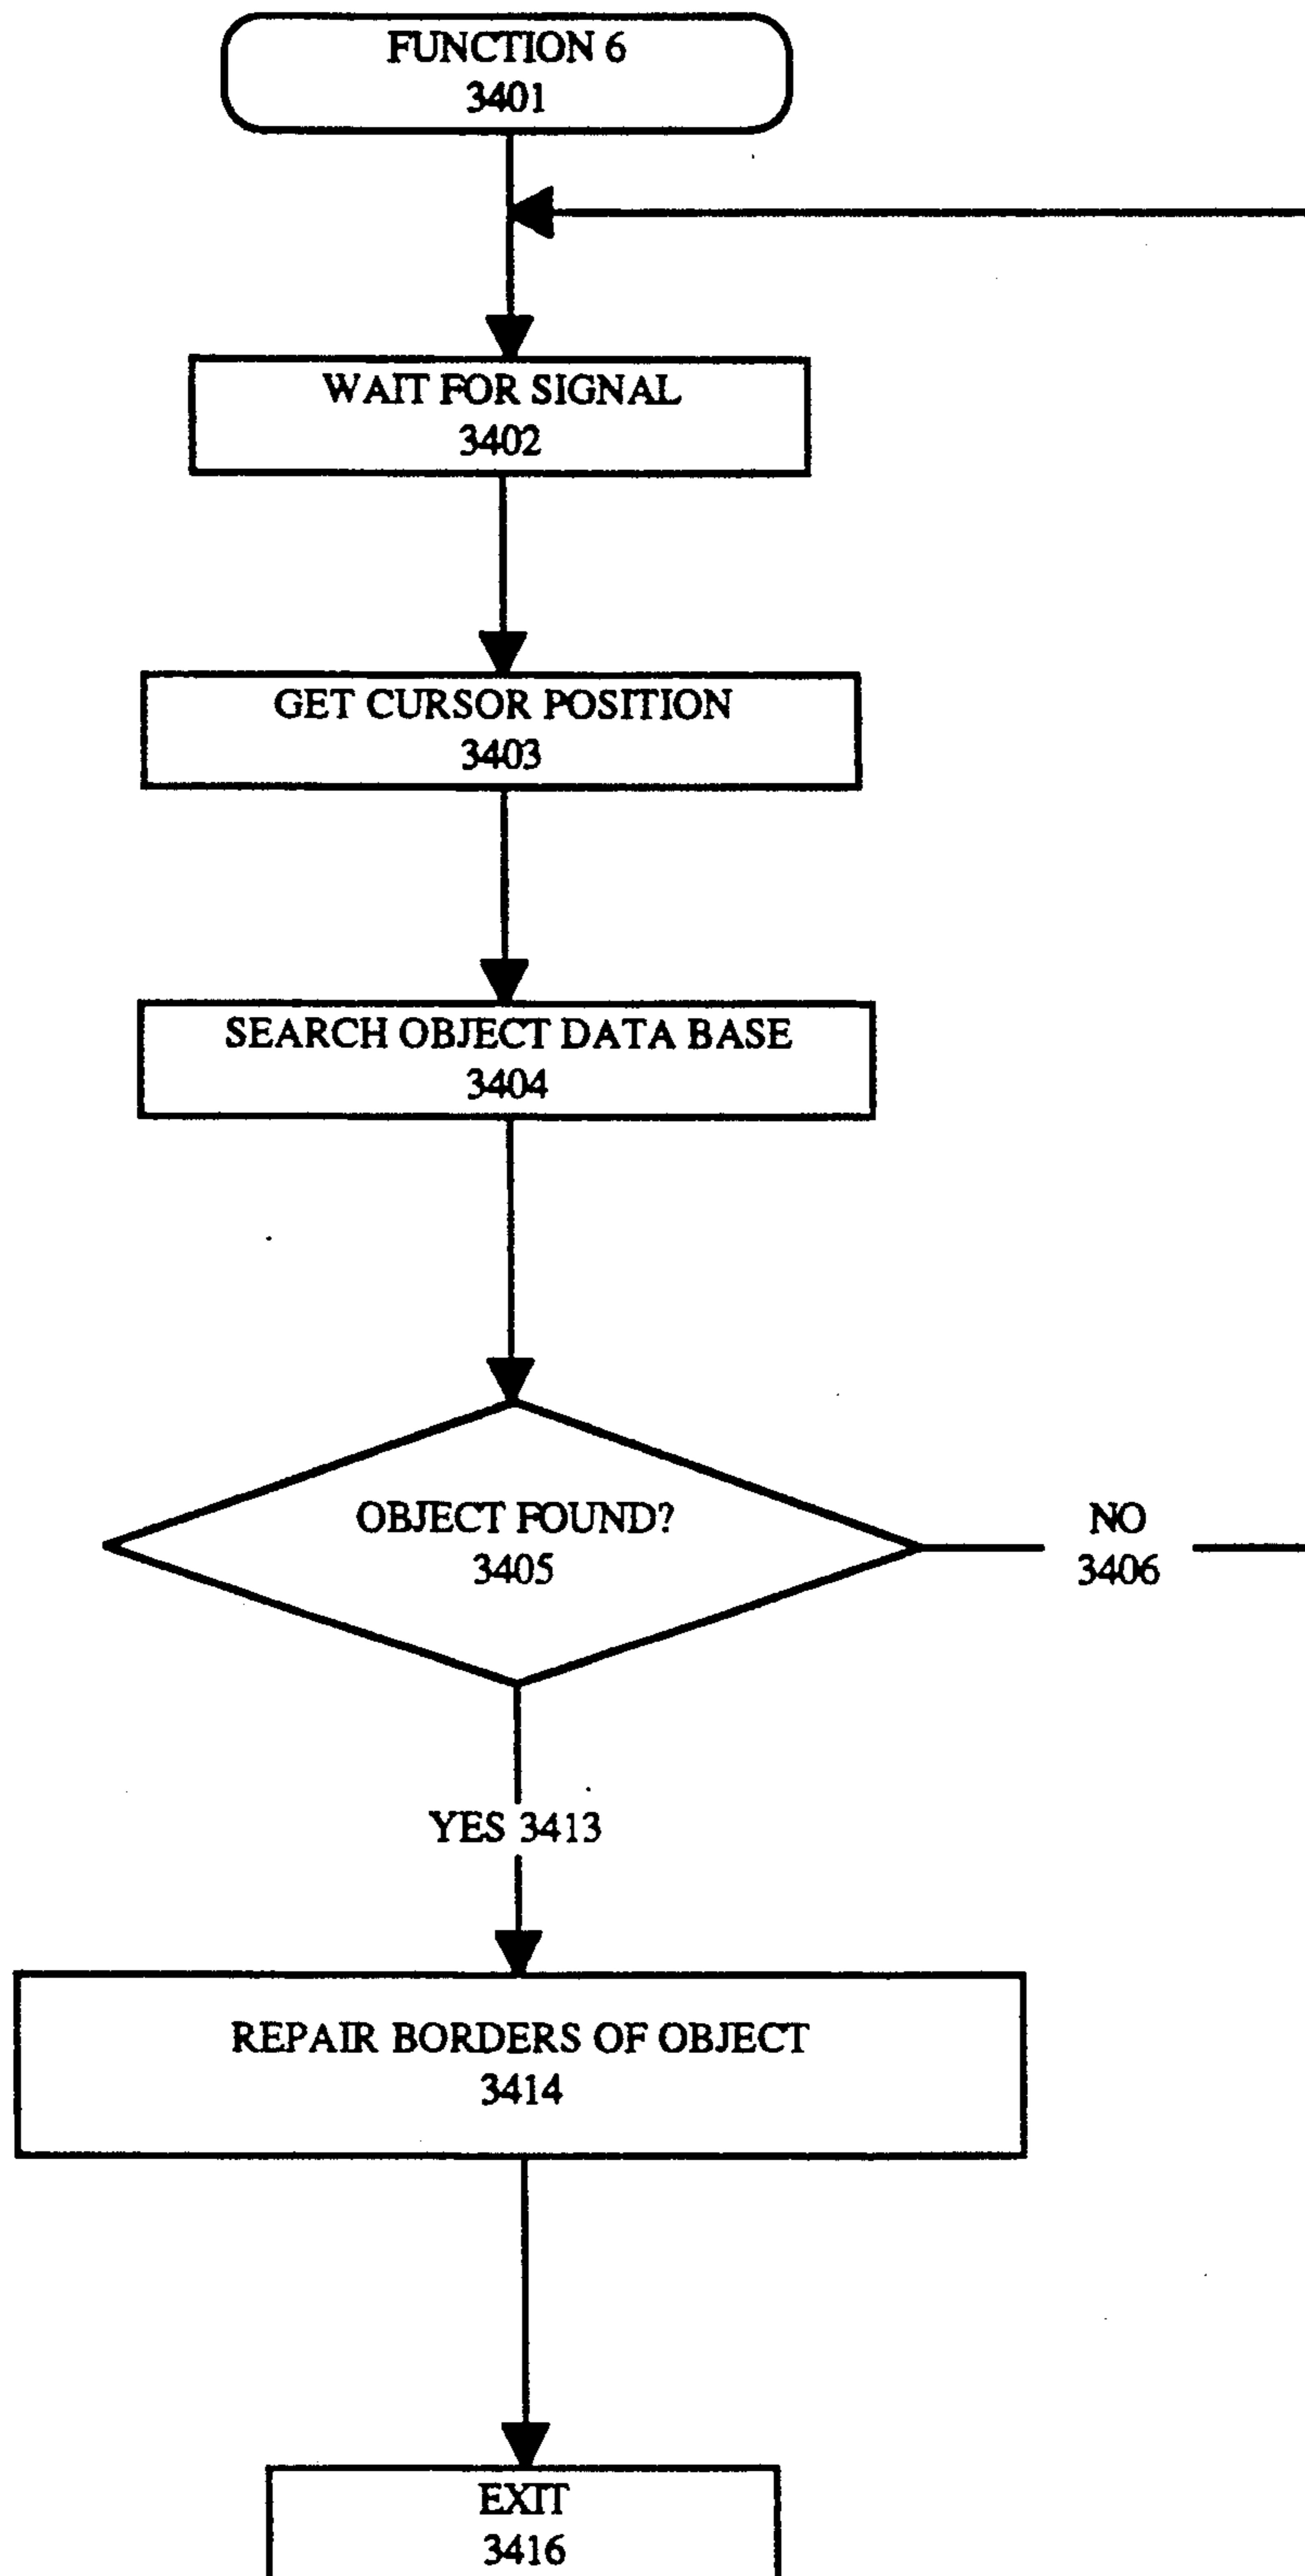 FUNCTION 6
3401
WAIT FOR SIGNAL
3402
GET CURSOR POSITION
3403
SEARCH OBJECT DATA BASE
3404
OBJECT FOUND?
3405
NO
3406
YES 3413
REPAIR BORDERS OF OBJECT
3414
EXIT
3416